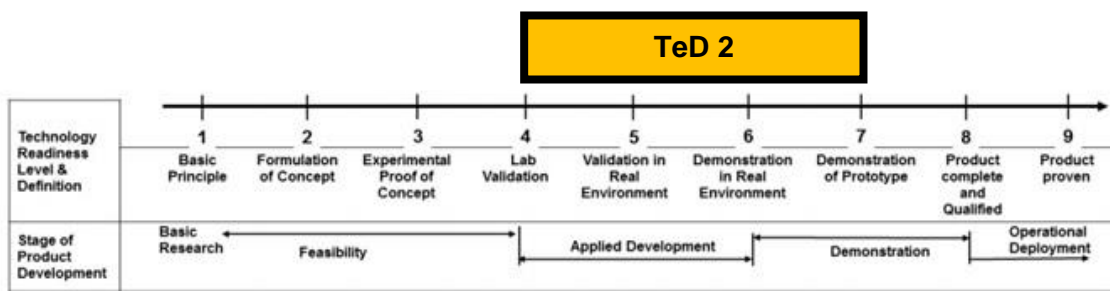 TeD 2
Technology
Readiness
Level &
Definition
1 2 3 4 5 6 7 8 9
Basic
Principle
Formulation
of Concept
Experimental
Proof of
Concept
Lab
Validation
Validation in
Real
Environment
Demonstration
in Real
Environment
Demonstration
of Prototype
Product
complete
and
Qualified
Product
proven
Stage of
Product
Development
Basic
Research
Feasibility
Applied Development
Demonstration
Operational
Deployment